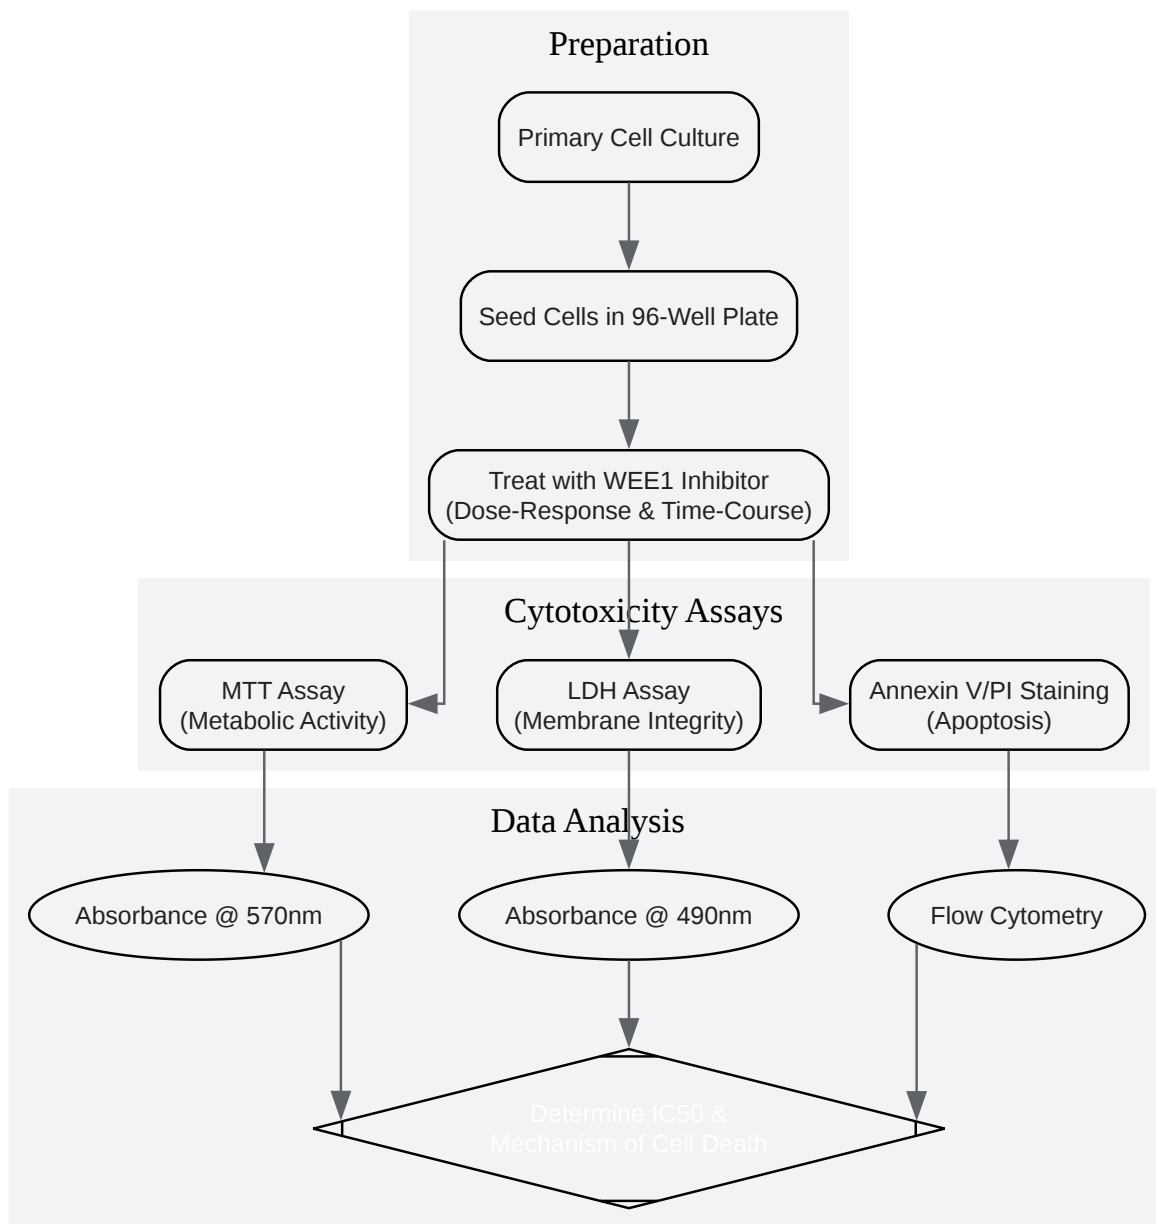 Preparation
Primary Cell Culture
Seed Cells in 96-Well Plate
Treat with WEE1 Inhibitor
(Dose-Response & Time-Course)
Cytotoxicity Assays
MTT Assay
(Metabolic Activity)
LDH Assay
(Membrane Integrity)
Annexin V/PI Staining
(Apoptosis)
Data Analysis
Absorbance @ 570nm
Absorbance @ 490nm
Flow Cytometry
Determine IC50 &
Mechanism of Cell Death